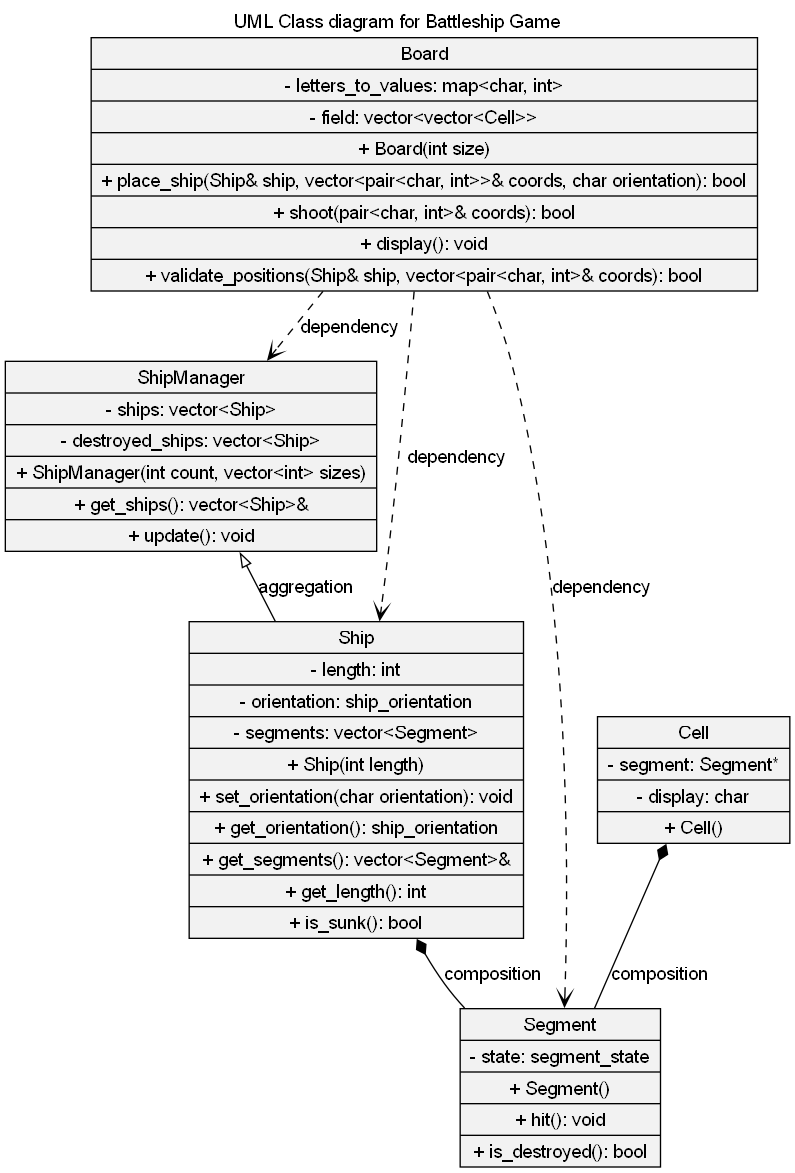 UML Class diagram for Battleship Game
Board
- letters_to_values: map<char, int>
- field: vector<vector<Cell>>
+ Board(int size)
+ place_ship(Ship& ship, vector<pair<char, int>>& coords, char orientation): bool
+ shoot(pair<char, int>& coords): bool
+ display(): void
+ validate_positions(Ship& ship, vector<pair<char, int>& coords): bool
dependency
ShipManager
- ships: vector<Ship>
- destroyed_ships: vector<Ship>
+ ShipManager(int count, vector<int> sizes)
+ get_ships(): vector<Ship>&
+ update(): void
dependency
aggregation
dependency
Ship
- length: int
- orientation: ship_orientation
- segments: vector<Segment>
+ Ship(int length)
+ set_orientation(char orientation): void
+ get_orientation(): ship_orientation
+ get_segments(): vector<Segment>&
+ get_length(): int
+ is_sunk(): bool
Cell
- segment: Segment*
- display: char
+ Cell()
composition
composition
Segment
- state: segment_state
+ Segment()
+ hit(): void
+ is_destroyed(): bool